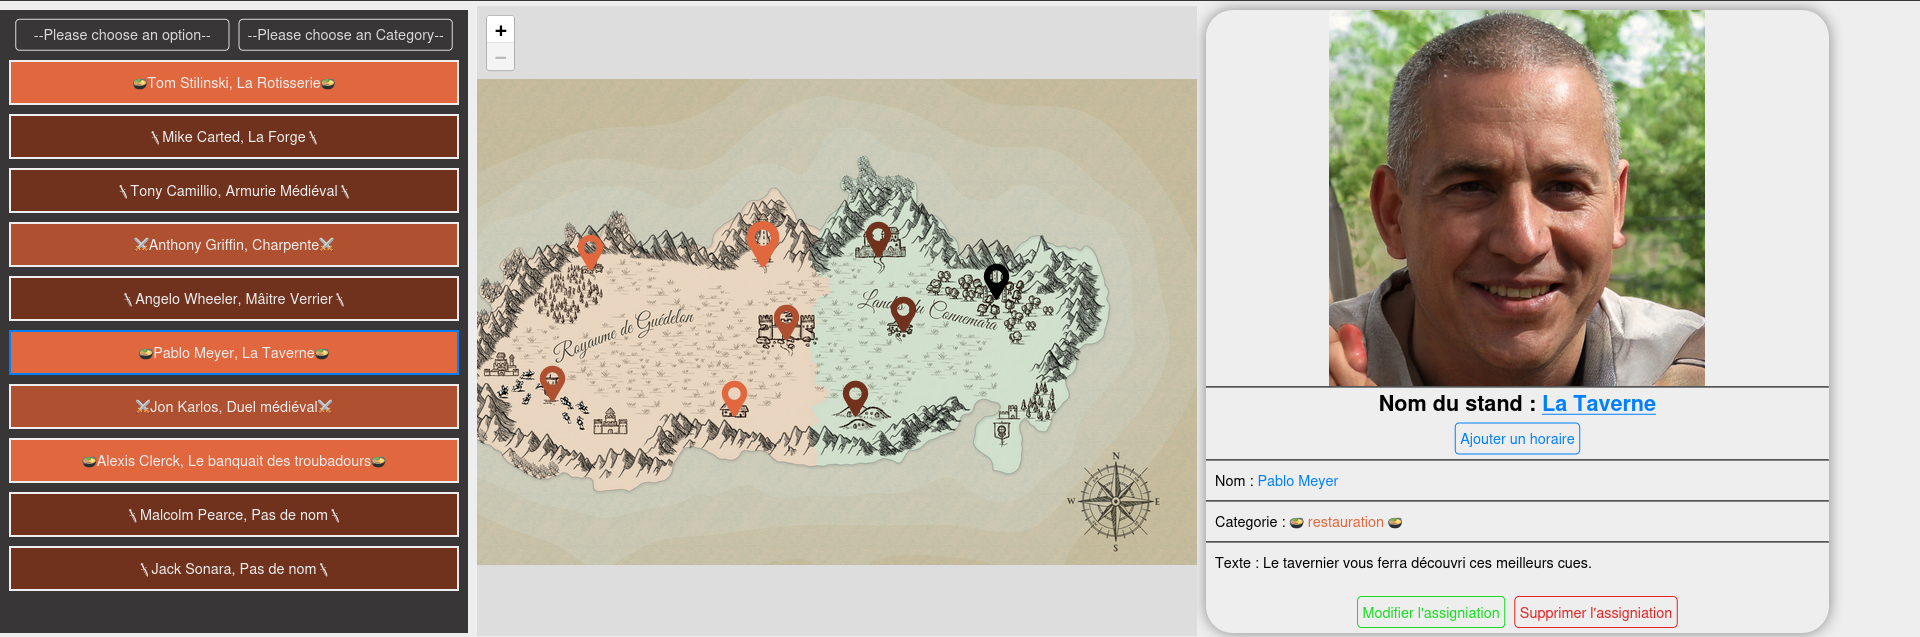 --Please choose an option--
--Please choose an Category--
Tom Stilinski, La Rotisserie
Mike Carted, La Forge
Tony Camillio, Armurie Médiéval
Anthony Griffin, Charpente
Angelo Wheeler, Mâitre Verrier
Pablo Meyer, La Taverne
Jon Karlos, Duel médiéval
Alexis Clerck, Le banquait des troubadours
Malcolm Pearce, Pas de nom
Jack Sonara, Pas de nom
+
−
Royaume de Guédelon
Connemara
N
W
E
S
Nom du stand : La Taverne
Ajouter un horaire
Nom : Pablo Meyer
Categorie : restauration
Texte : Le tavernier vous ferra découvri ces meilleurs cues.
Modifier l'assigniation
Supprimer l'assigniation